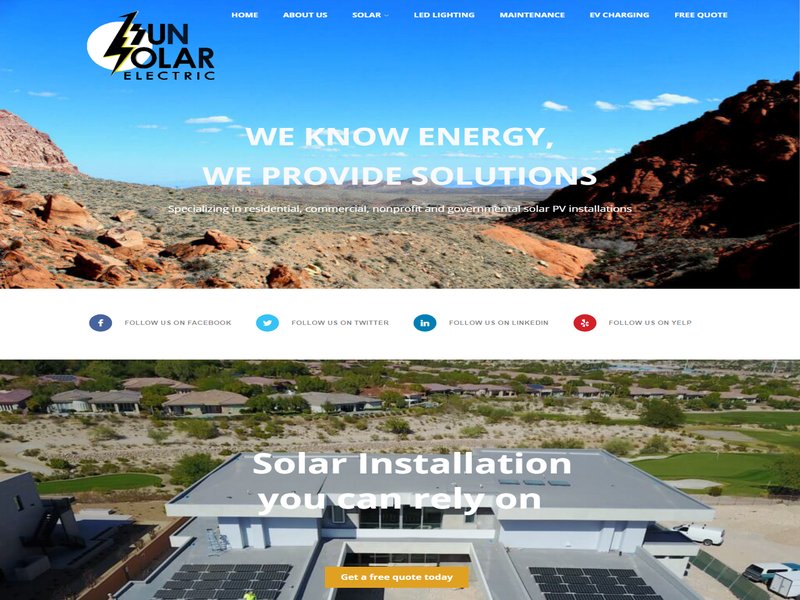 SUN
SOLAR
ELECTRIC
HOME ABOUT US SOLAR LED LIGHTING MAINTENANCE EV CHARGING FREE QUOTE
WE KNOW ENERGY,
WE PROVIDE SOLUTIONS
Specializing in residential, commercial, nonprofit and governmental solar PV installations
FOLLOW US ON FACEBOOK FOLLOW US ON TWITTER FOLLOW US ON LINKEDIN FOLLOW US ON YELP
Solar Installation
you can rely on
Get a free quote today